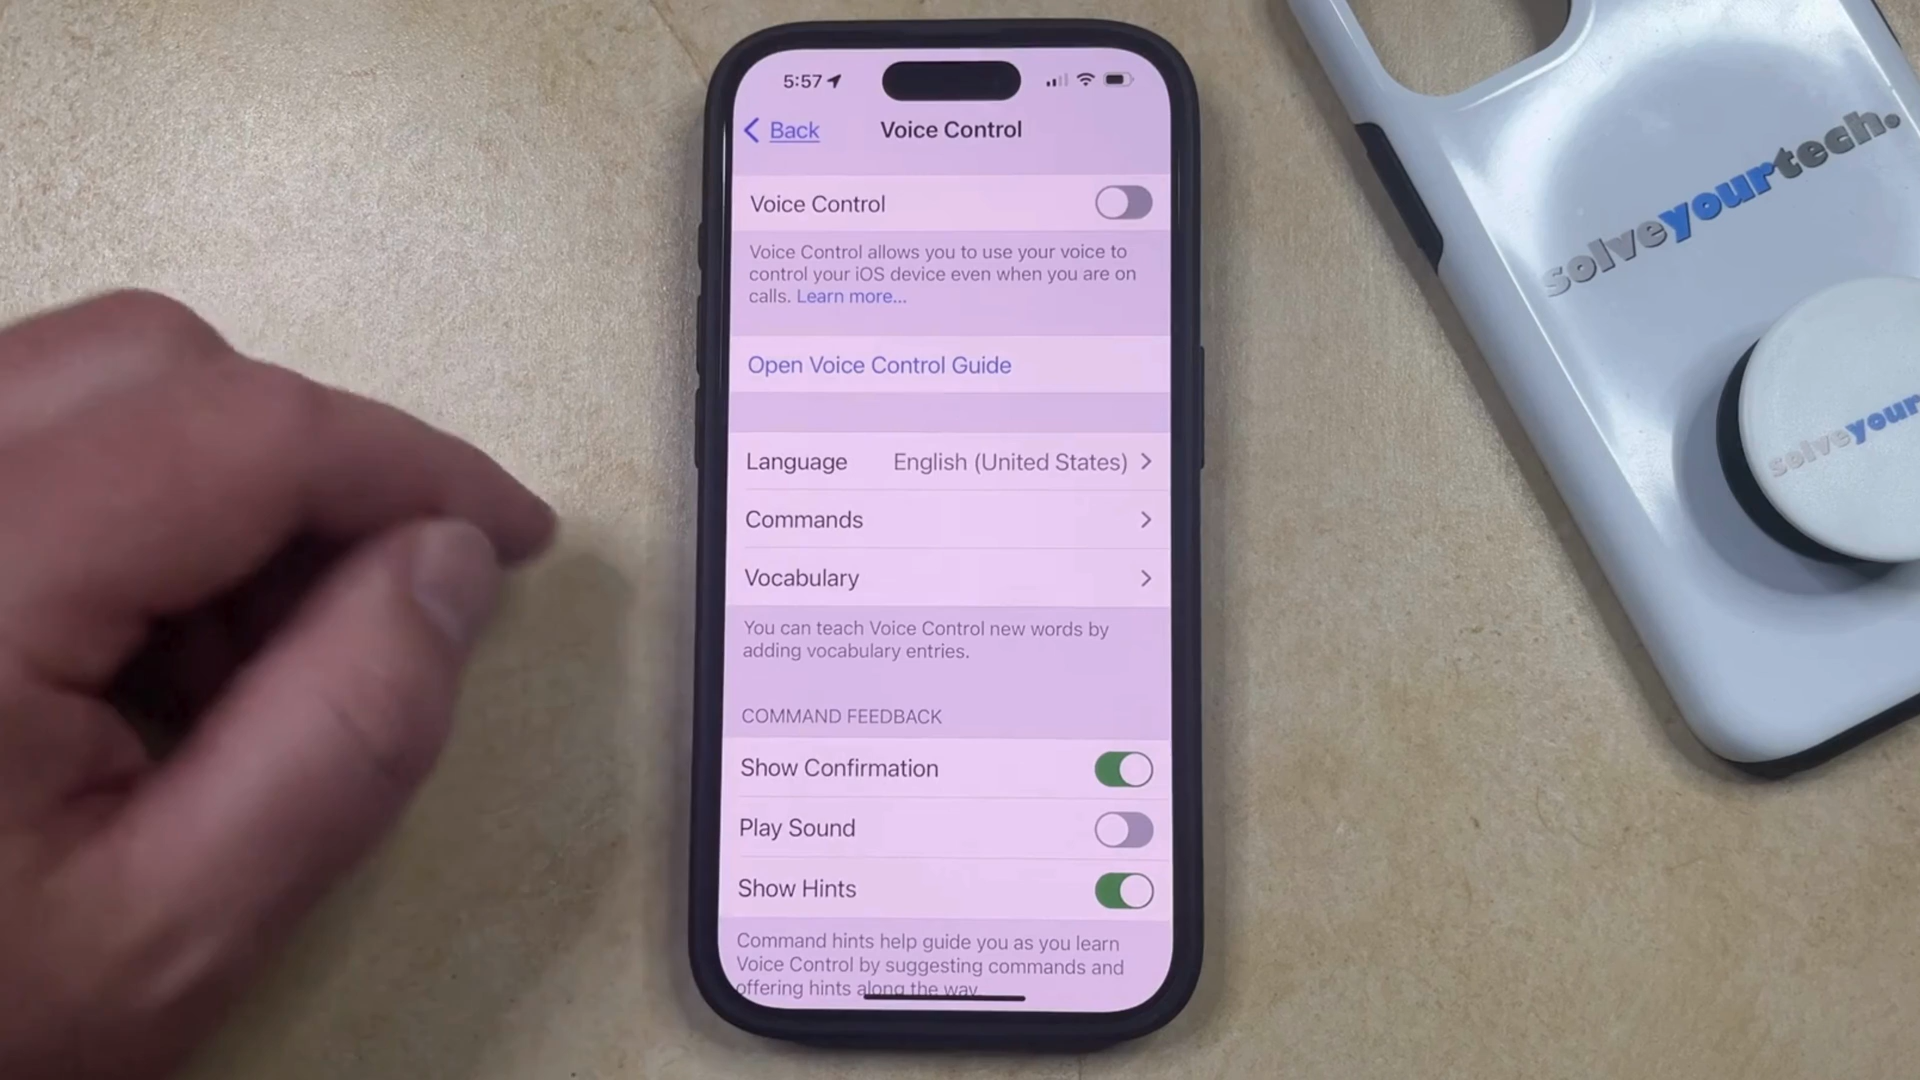 5:57
Back
Voice Control
Voice Control
Voice Control allows you to use your voice to
control your iOS device even when you are on
calls. Learn more...
Open Voice Control Guide
Language English (United States)
Commands
Vocabulary
You can teach Voice Control new words by
adding vocabulary entries.
COMMAND FEEDBACK
Show Confirmation
Play Sound
Show Hints
Command hints help guide you as you learn
Voice Control by suggesting commands and
offering hints along the way
solveyourtech.
solveyour